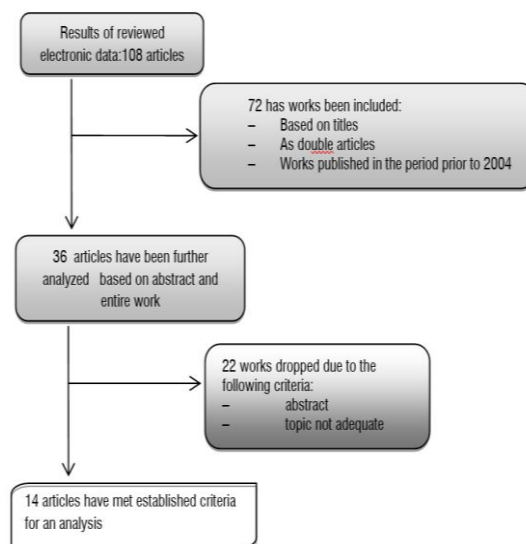 Results of reviewed
electronic data:108 articles
72 has works been included:
– Based on titles
– As double articles
– Works published in the period prior to 2004
36 articles have been further
analyzed based on abstract and
entire work
22 works dropped due to the
following criteria:
– abstract
– topic not adequate
14 articles have met established criteria
for an analysis